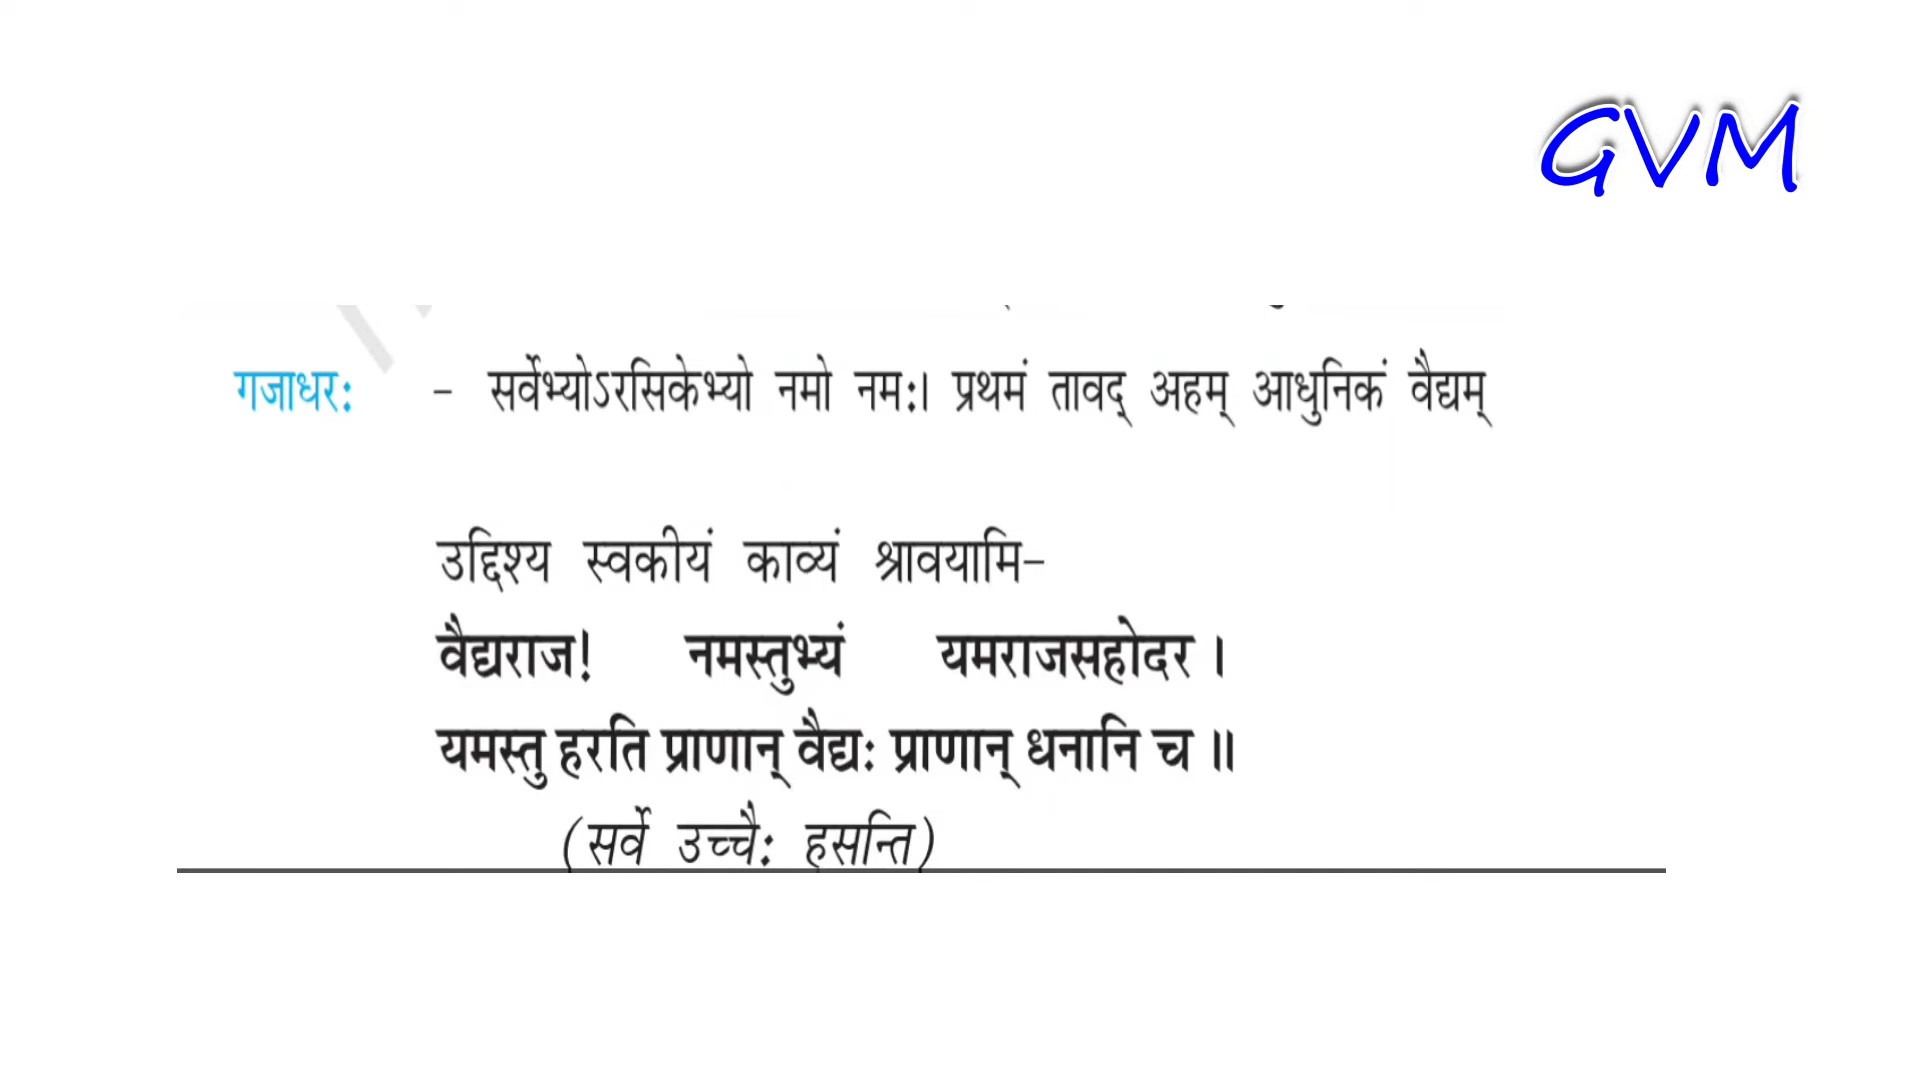 GVM
गजाधरः - सर्वेभ्योऽरसिकेभ्यो नमो नमः। प्रथमं तावद् अहम् आधुनिकं वैद्यम्
उद्दिश्य स्वकीयं काव्यं श्रावयामि-
वैद्यराज! नमस्तुभ्यं यमराजसहोदर ।
यमस्तु हरति प्राणान् वैद्यः प्राणान् धनानि च ॥
(सर्वे उच्चैः हसन्ति)